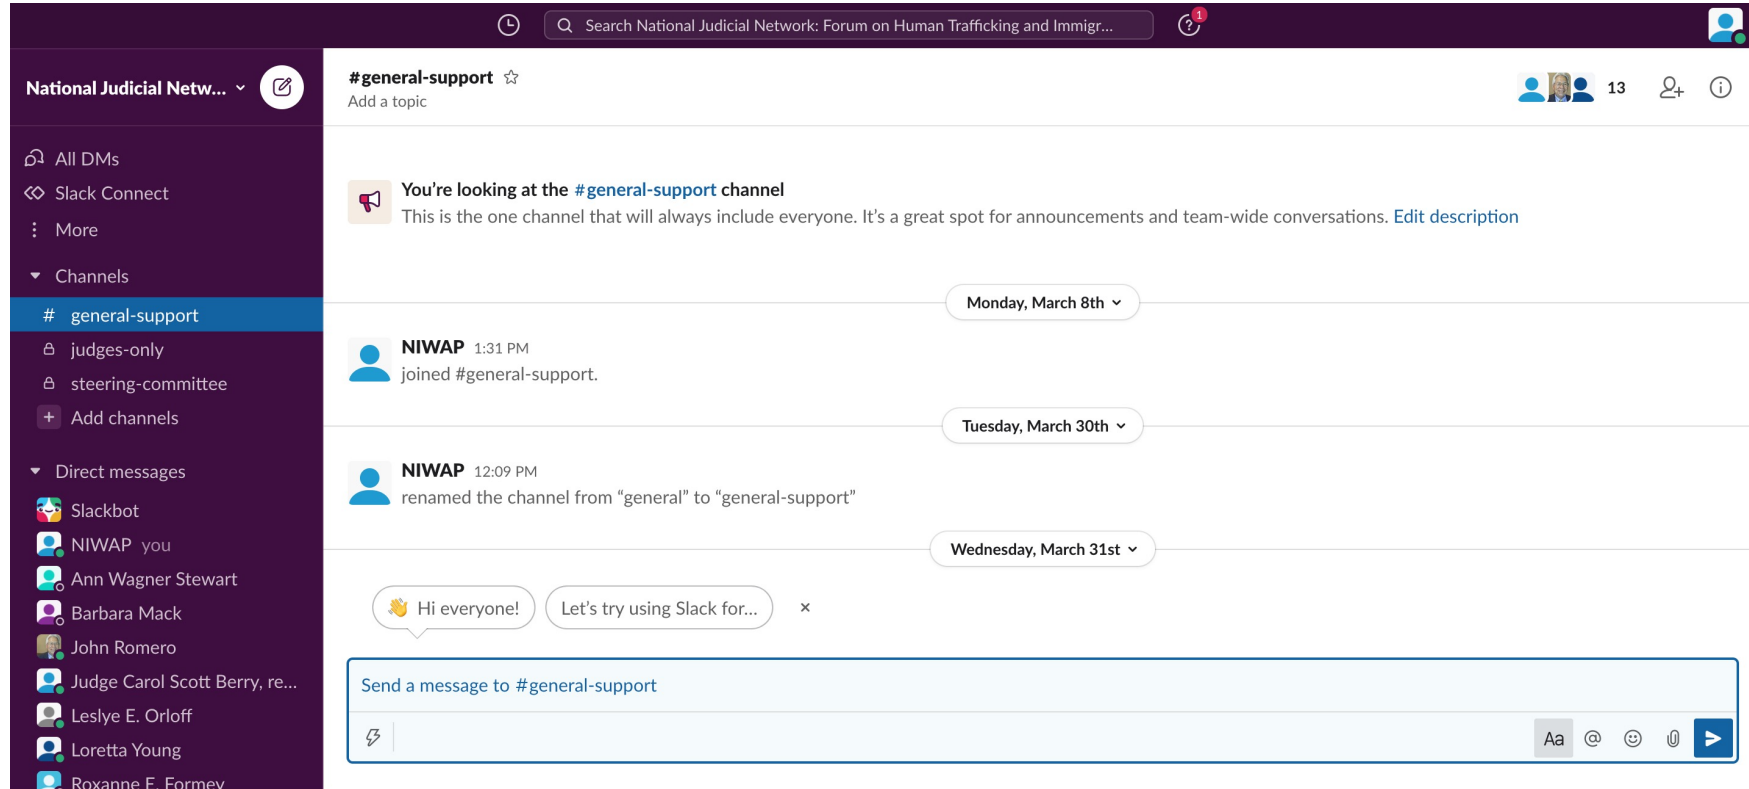 Search National Judicial Network: Forum on Human Trafficking and Immigr...
1
National Judicial Netw...
All DMs
Slack Connect
More
Channels
# general-support
judges-only
steering-committee
+ Add channels
Direct messages
Slackbot
NIWAP you
Ann Wagner Stewart
Barbara Mack
John Romero
Judge Carol Scott Berry, re...
Leslye E. Orloff
Loretta Young
Roxanne E. Formey
#general-support
Add a topic
13
You're looking at the #general-support channel
This is the one channel that will always include everyone. It's a great spot for announcements and team-wide conversations. Edit description
Monday, March 8th
NIWAP 1:31 PM
joined #general-support.
Tuesday, March 30th
NIWAP 12:09 PM
renamed the channel from “general” to “general-support”
Wednesday, March 31st
👋 Hi everyone!
Let's try using Slack for...
×
Send a message to #general-support
Aa @